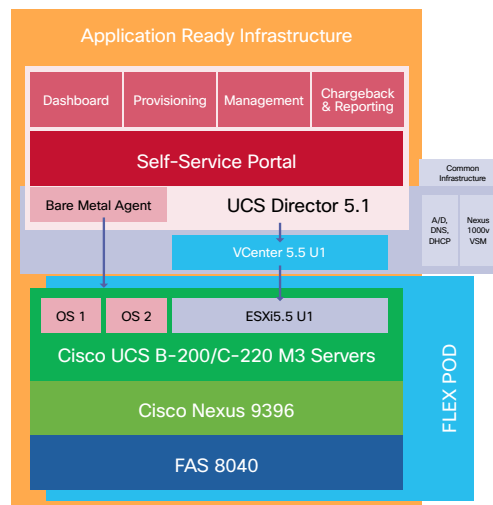 Application Ready Infrastructure
Dashboard
Provisioning
Management
Chargeback
& Reporting
Self-Service Portal
Common
Infrastructure
Bare Metal Agent
UCS Director 5.1
A/D,
DNS,
DHCP
Nexus
1000v
VSM
VCenter 5.5 U1
OS 1
OS 2
ESXi5.5 U1
Cisco UCS B-200/C-220 M3 Servers
Cisco Nexus 9396
FAS 8040
FLEX POD